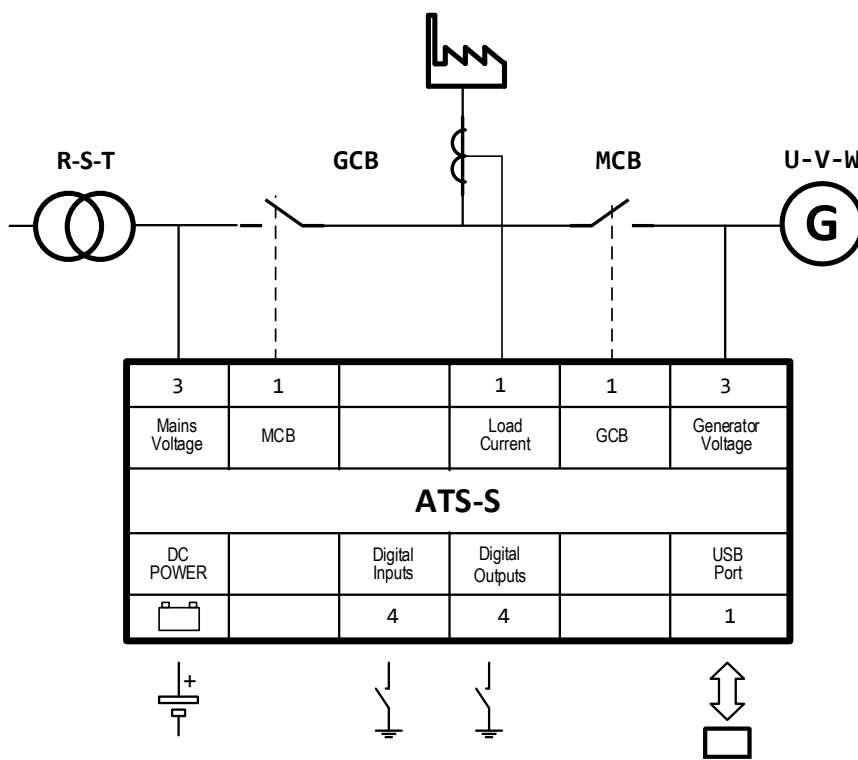 R-S-T GCB MCB U-V-W
G
3 1 1 1 3
Mains MCB Load GCB Generator
Voltage Current Voltage
ATS-S
DC Digital Digital USB
POWER Inputs Outputs Port
4 4 1
+